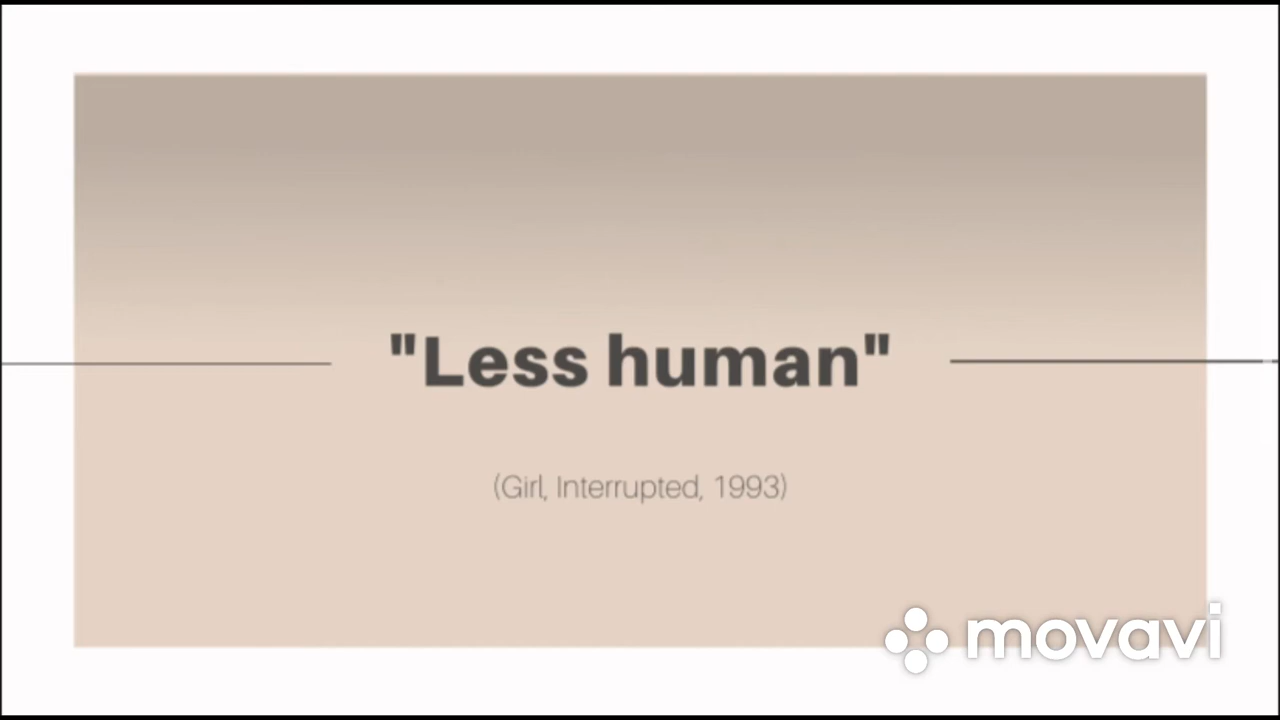 "Less human"
(Girl, Interrupted, 1993)
movavi